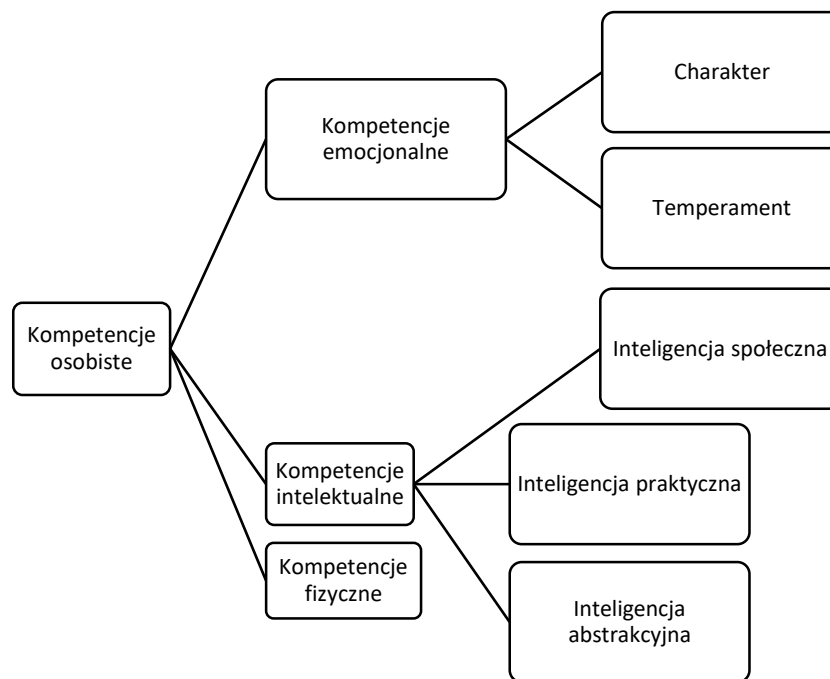 Kompetencje
osobiste
Kompetencje
emocjonalne
Charakter
Temperament
Kompetencje
intelektualne
Inteligencja społeczna
Inteligencja praktyczna
Inteligencja
abstrakcyjna
Kompetencje
fizyczne